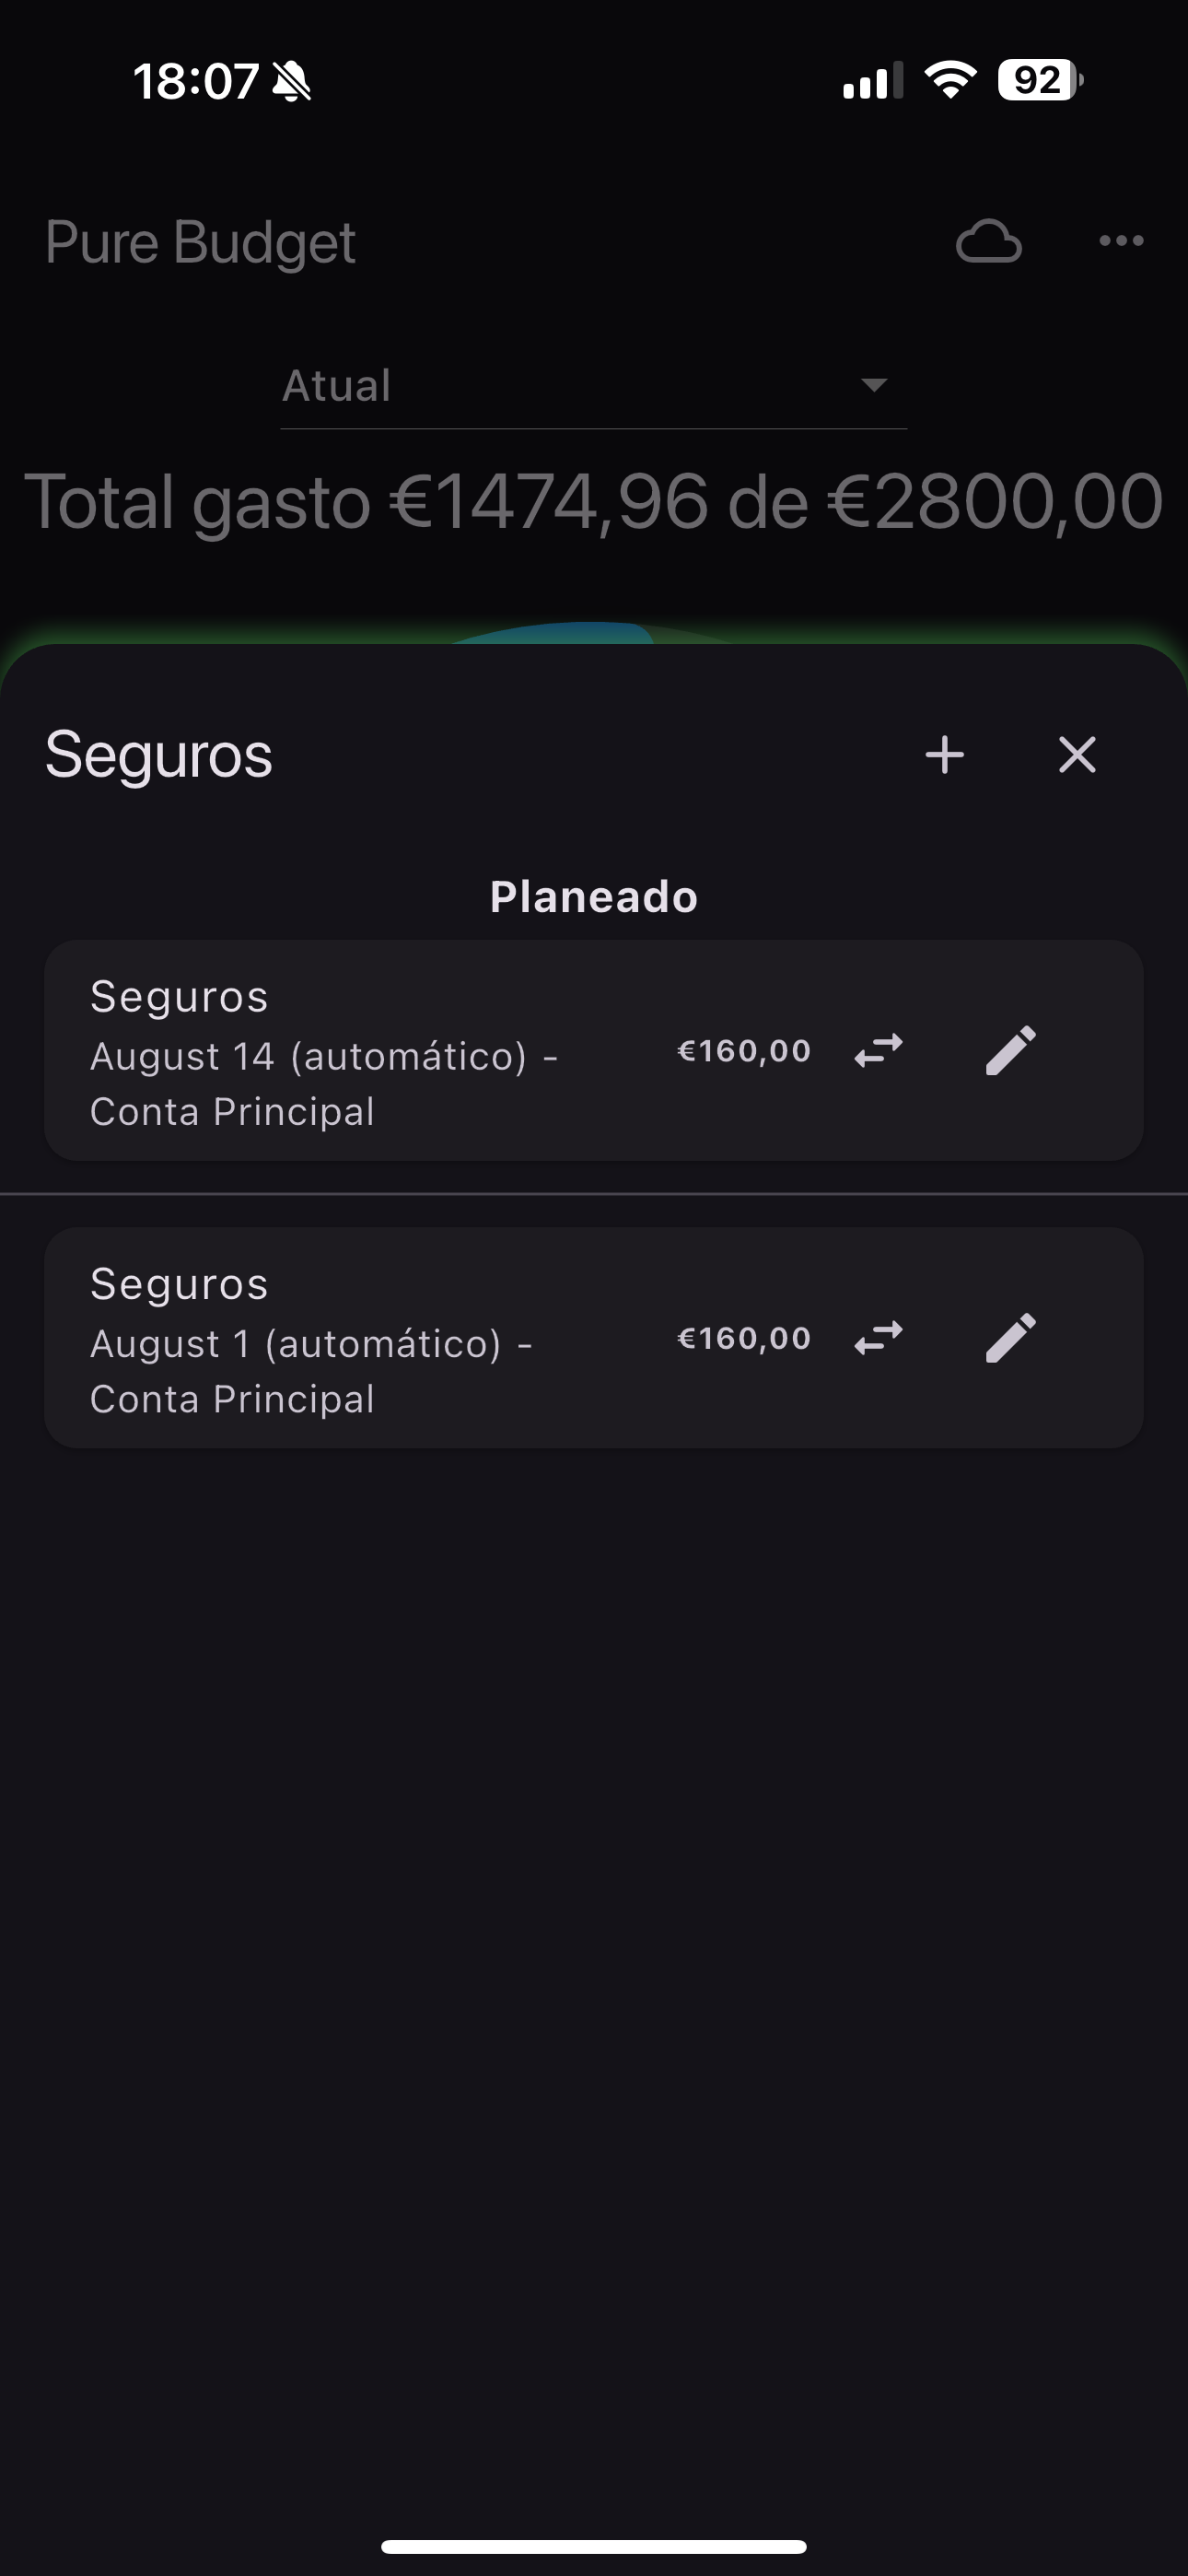 18:07
92
Pure Budget
Atual
Total gasto €1474,96 de €2800,00
Seguros
Planeado
Seguros
August 14 (automático) -
Conta Principal
€160,00
Seguros
August 1 (automático) -
Conta Principal
€160,00